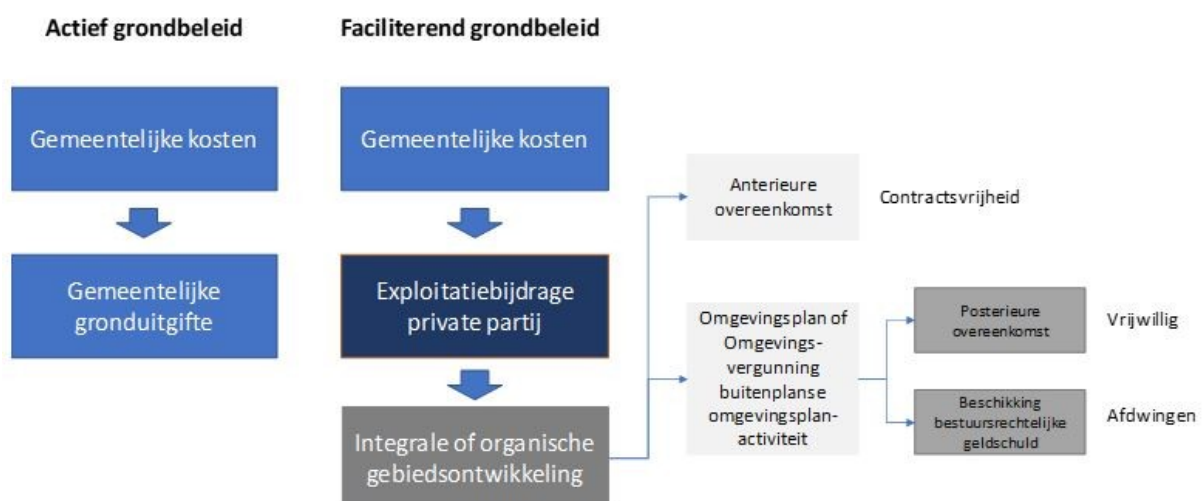 Actief grondbeleid
Gemeentelijke kosten
Gemeentelijke
gronduitgifte
Faciliterend grondbeleid
Gemeentelijke kosten
Exploitatiebijdrage
private partij
Integrale of organische
gebiedsontwikkeling
Anterieure
overeenkomst
Contractsvrijheid
Omgevingsplan of
Omgevings-
vergunning
buitenplanse
omgevingsplan-
activiteit
Posterieure
overeenkomst
Vrijwillig
Beschikking
bestuursrechtelijke
geldschuld
Afdwingen